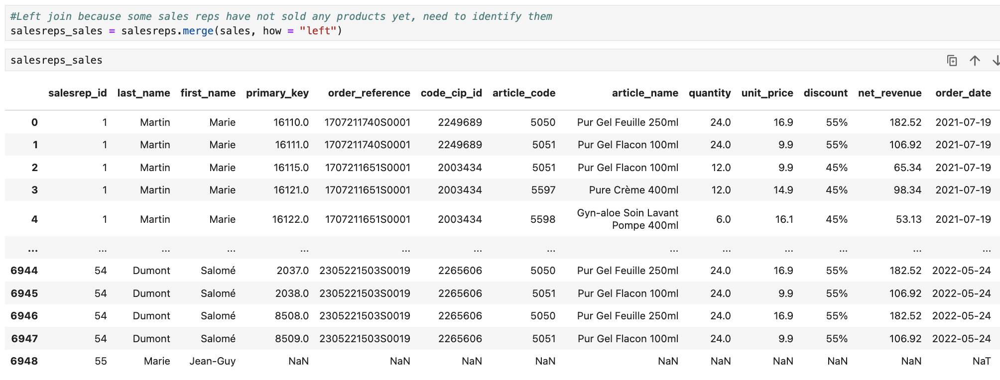 #Left join because some sales reps have not sold any products yet, need to identify them
salesreps_sales = salesreps.merge(sales, how = "left")
salesreps_sales
salesrep_id last_name first_name primary_key order_reference code_cip_id article_code article_name quantity unit_price discount net_revenue order_date
0 1 Martin Marie 16110.0 1707211740S0001 2249689 5050 Pur Gel Feuille 250ml 24.0 16.9 55% 182.52 2021-07-19
1 1 Martin Marie 16111.0 1707211740S0001 2249689 5051 Pur Gel Flacon 100ml 24.0 9.9 55% 106.92 2021-07-19
2 1 Martin Marie 16115.0 1707211651S0001 2003434 5051 Pur Gel Flacon 100ml 12.0 9.9 45% 65.34 2021-07-19
3 1 Martin Marie 16121.0 1707211651S0001 2003434 5597 Pure Crème 400ml 12.0 14.9 45% 98.34 2021-07-19
4 1 Martin Marie 16122.0 1707211651S0001 2003434 5598 Gyn-aloe Soin Lavant
Pompe 400ml 6.0 16.1 45% 53.13 2021-07-19
... ... ... ... ... ... ... ... ... ... ... ... ... ...
6944 54 Dumont Salomé 2037.0 2305221503S0019 2265606 5050 Pur Gel Feuille 250ml 24.0 16.9 55% 182.52 2022-05-24
6945 54 Dumont Salomé 2038.0 2305221503S0019 2265606 5051 Pur Gel Flacon 100ml 24.0 9.9 55% 106.92 2022-05-24
6946 54 Dumont Salomé 8508.0 2305221503S0019 2265606 5050 Pur Gel Feuille 250ml 24.0 16.9 55% 182.52 2022-05-24
6947 54 Dumont Salomé 8509.0 2305221503S0019 2265606 5051 Pur Gel Flacon 100ml 24.0 9.9 55% 106.92 2022-05-24
6948 55 Marie Jean-Guy NaN NaN NaN NaN NaN NaN NaN NaN NaN NaT